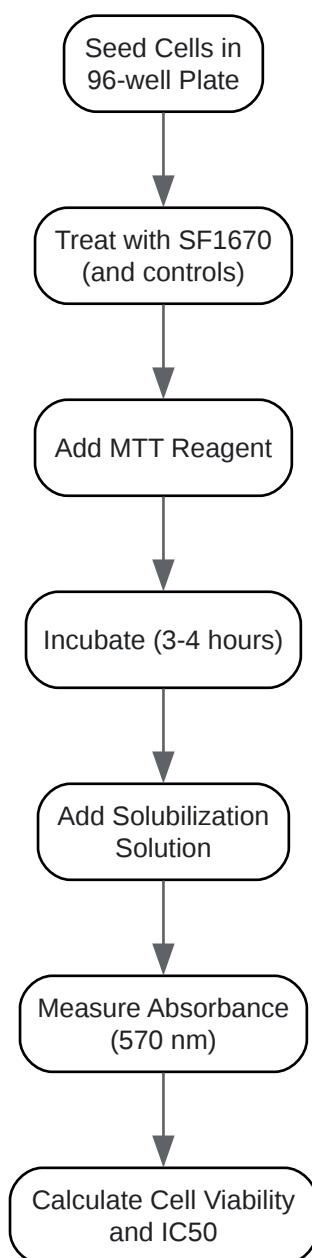 Seed Cells in
96-well Plate
Treat with SF1670
(and controls)
Add MTT Reagent
Incubate (3-4 hours)
Add Solubilization
Solution
Measure Absorbance
(570 nm)
Calculate Cell Viability
and IC50